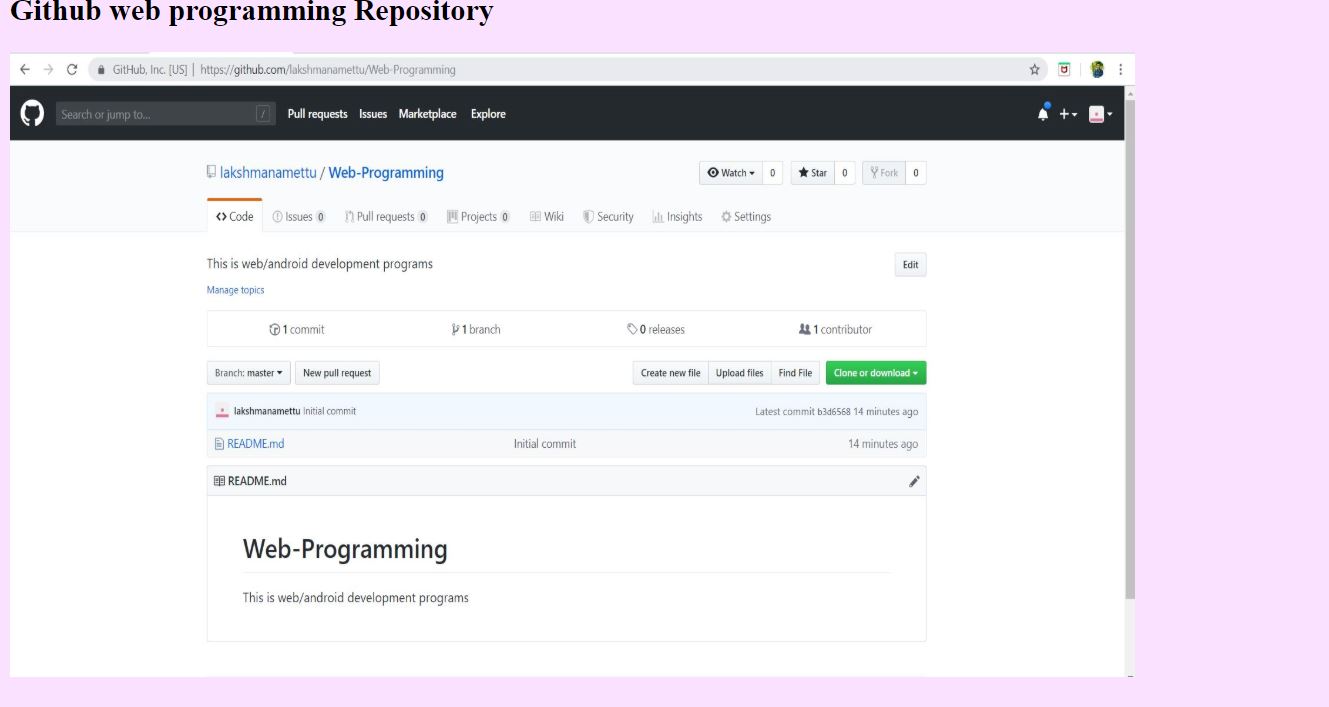 Github web programming Repository
GitHub, Inc. [US] | https://github.com/lakshmanamettu/Web-Programming
Search or jump to... / Pull requests Issues Marketplace Explore
lakshmanamettu / Web-Programming Watch 0 Star 0 Fork 0
Code Issues 0 Pull requests 0 Projects 0 Wiki Security Insights Settings
This is web/android development programs Edit
Manage topics
1 commit 1 branch 0 releases 1 contributor
Branch: master New pull request Create new file Upload files Find File Clone or download
lakshmanamettu Initial commit Latest commit b3d6568 14 minutes ago
README.md Initial commit 14 minutes ago
README.md
Web-Programming
This is web/android development programs